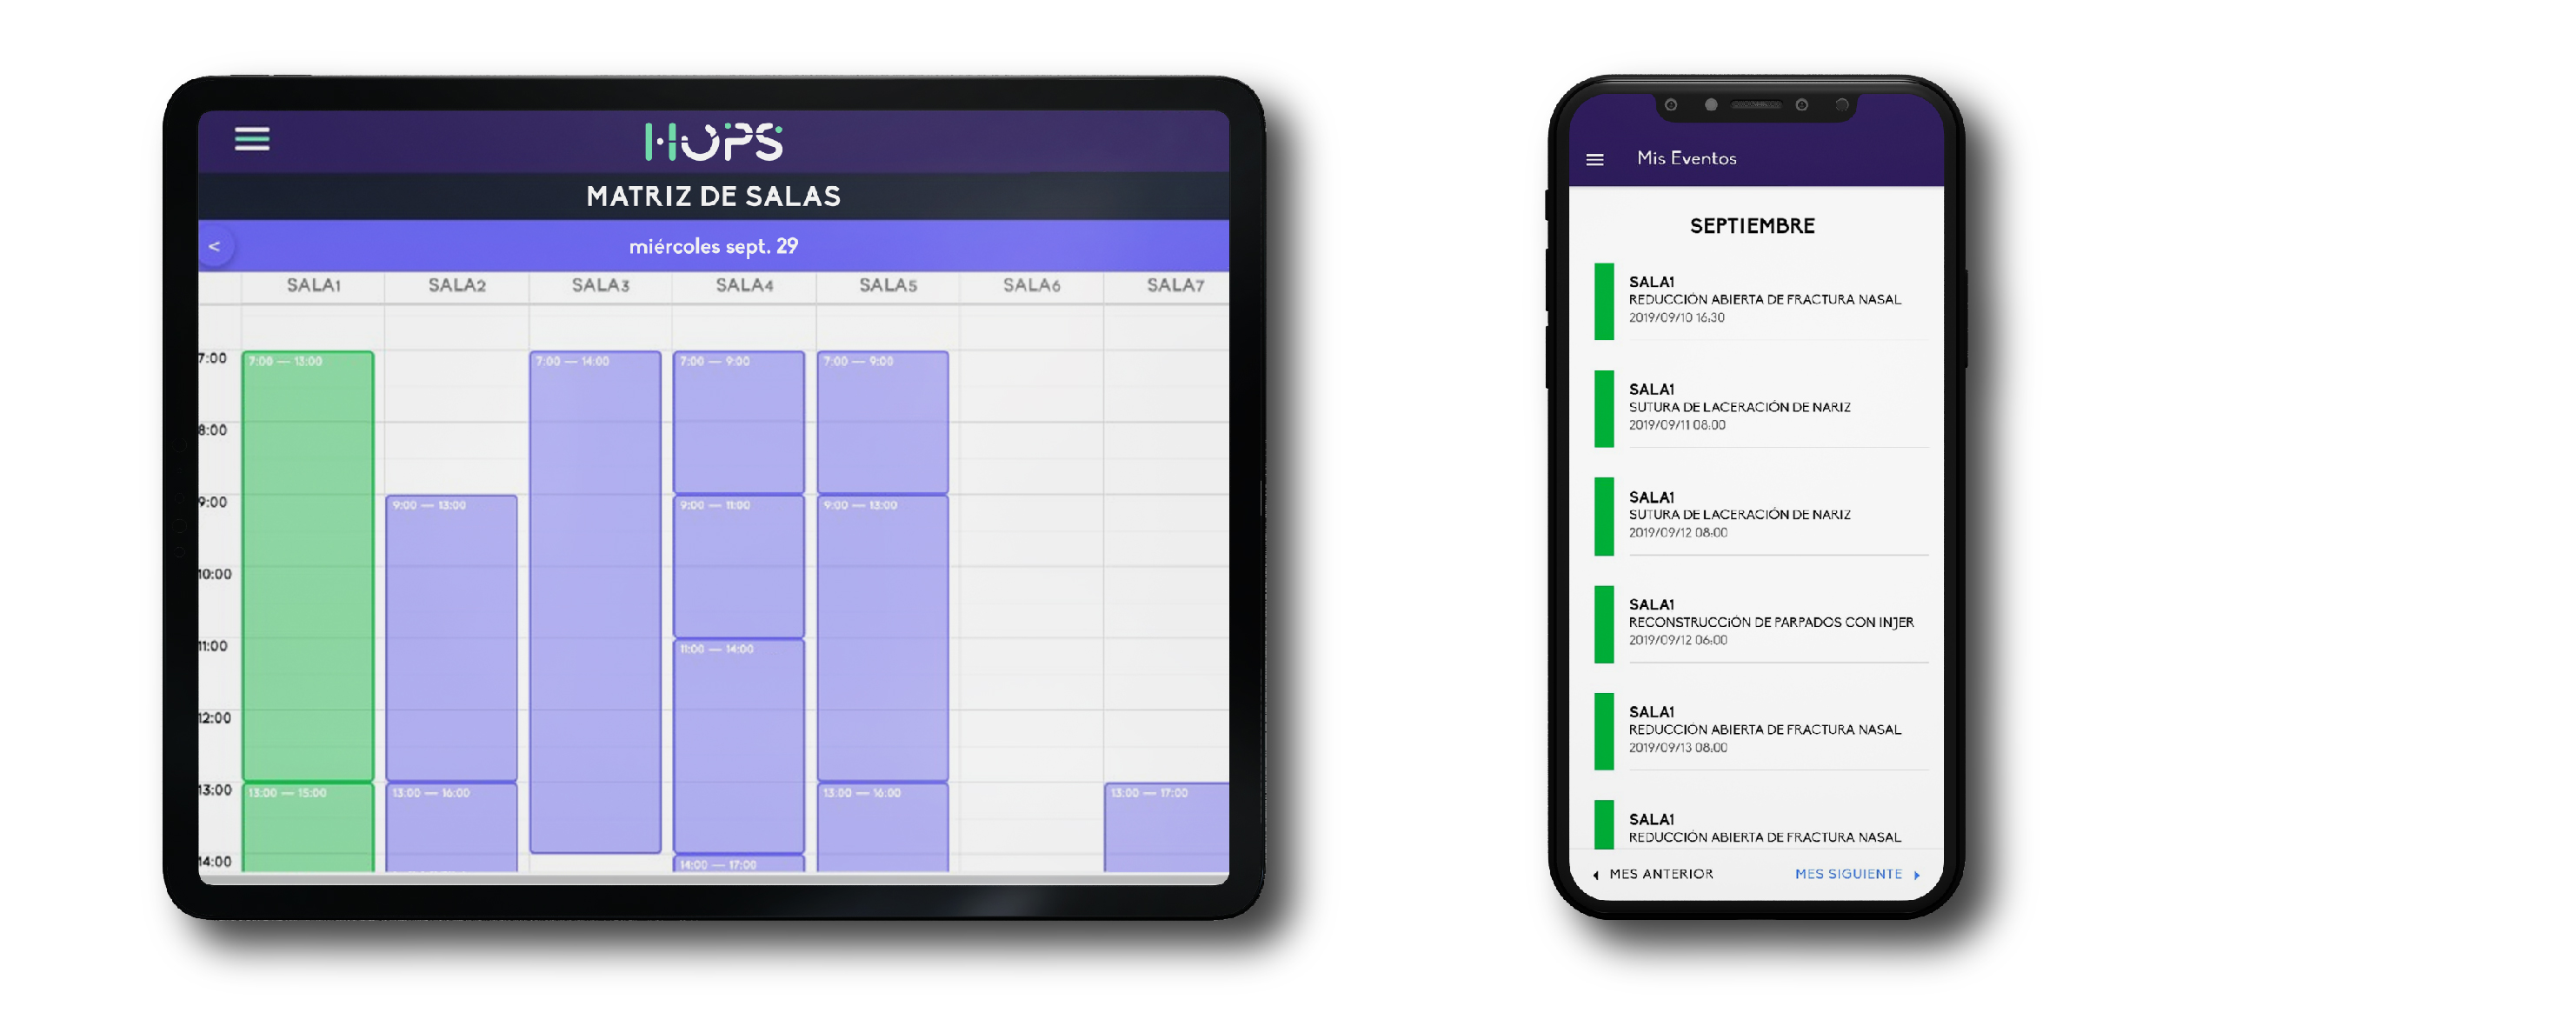 HOPS
MATRIZ DE SALAS
<
miércoles sept. 29
SALA1 SALA2 SALA3 SALA4 SALA5 SALA6 SALA7
7:00 7:00 — 13:00 7:00 — 14:00 7:00 — 9:00 7:00 — 9:00
8:00
9:00 9:00 — 13:00 9:00 — 11:00 9:00 — 13:00
10:00
11:00 11:00 — 14:00
12:00
13:00 13:00 — 15:00 13:00 — 16:00 13:00 — 16:00 13:00 — 17:00
14:00 14:00 — 17:00
Mis Eventos
SEPTIEMBRE
SALA1
REDUCCIÓN ABIERTA DE FRACTURA NASAL
2019/09/10 16:30
SALA1
SUTURA DE LACERACIÓN DE NARIZ
2019/09/11 08:00
SALA1
SUTURA DE LACERACIÓN DE NARIZ
2019/09/12 08:00
SALA1
RECONSTRUCCIÓN DE PARPADOS CON INJER
2019/09/12 06:00
SALA1
REDUCCIÓN ABIERTA DE FRACTURA NASAL
2019/09/13 08:00
SALA1
REDUCCIÓN ABIERTA DE FRACTURA NASAL
MES ANTERIOR MES SIGUIENTE